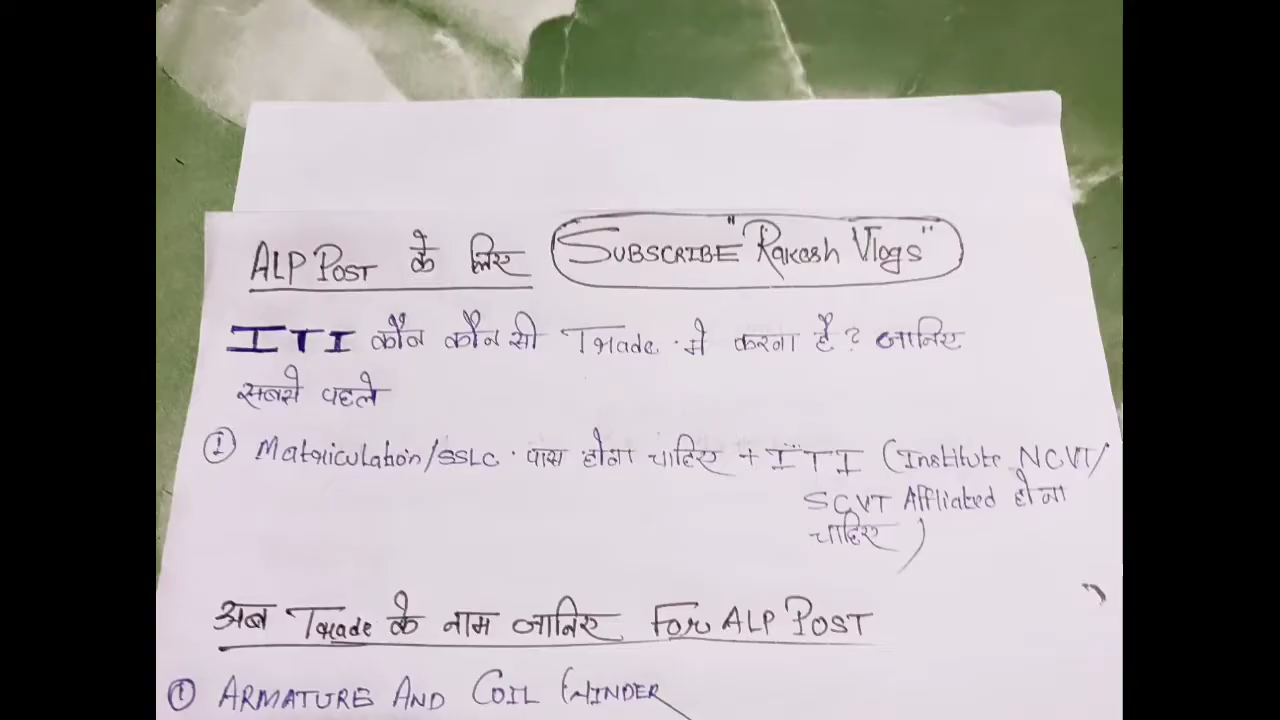 ALP POST के लिए SUBSCRIBE "Rakesh Vlogs"
ITI कौन कौन सी Trade में करना है? जानिए
सबसे पहले
① Matriculation/SSLC पास होना चाहिए + ITI (Institute NCVT/
SCVT Affliated होना
चाहिए)
अब Trade के नाम जानिए For ALP POST
① ARMATURE AND COIL WINDER